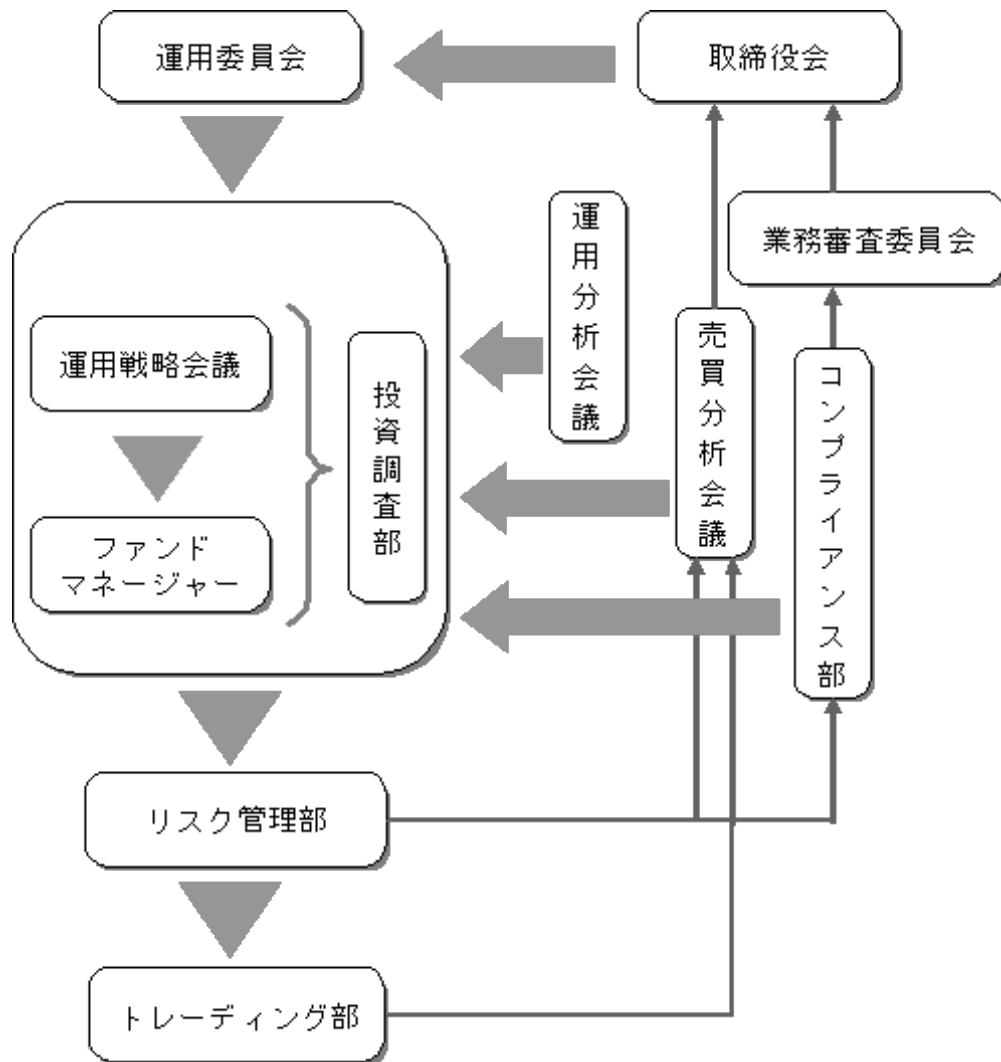 運用委員会
取締役会
運用分析会議
業務審査委員会
売買分析会議
コンプライアンス部
運用戦略会議
投資調査部
ファンド
マネージャー
リスク管理部
トレーディング部